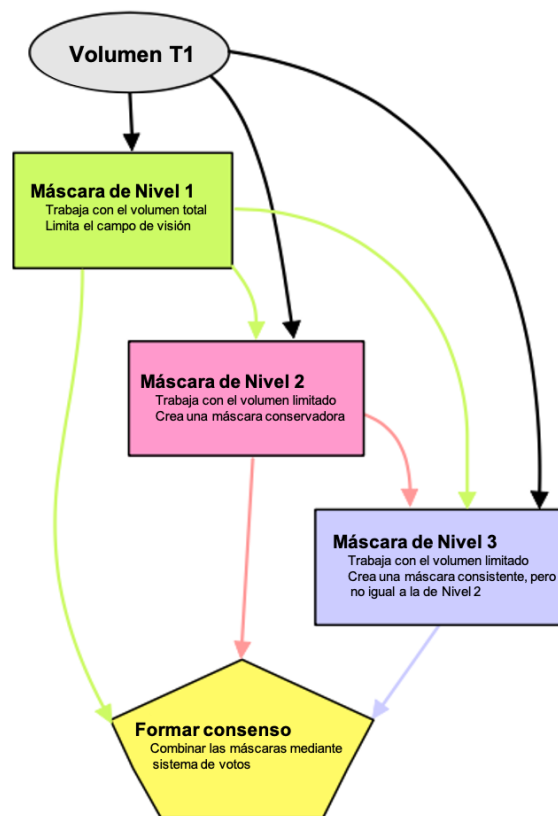 Volumen T1
Máscara de Nivel 1
Trabaja con el volumen total
Limita el campo de visión
Máscara de Nivel 2
Trabaja con el volumen limitado
Crea una máscara conservadora
Máscara de Nivel 3
Trabaja con el volumen limitado
Crea una máscara consistente, pero
no igual a la de Nivel 2
Formar consenso
Combinar las máscaras mediante
sistema de votos